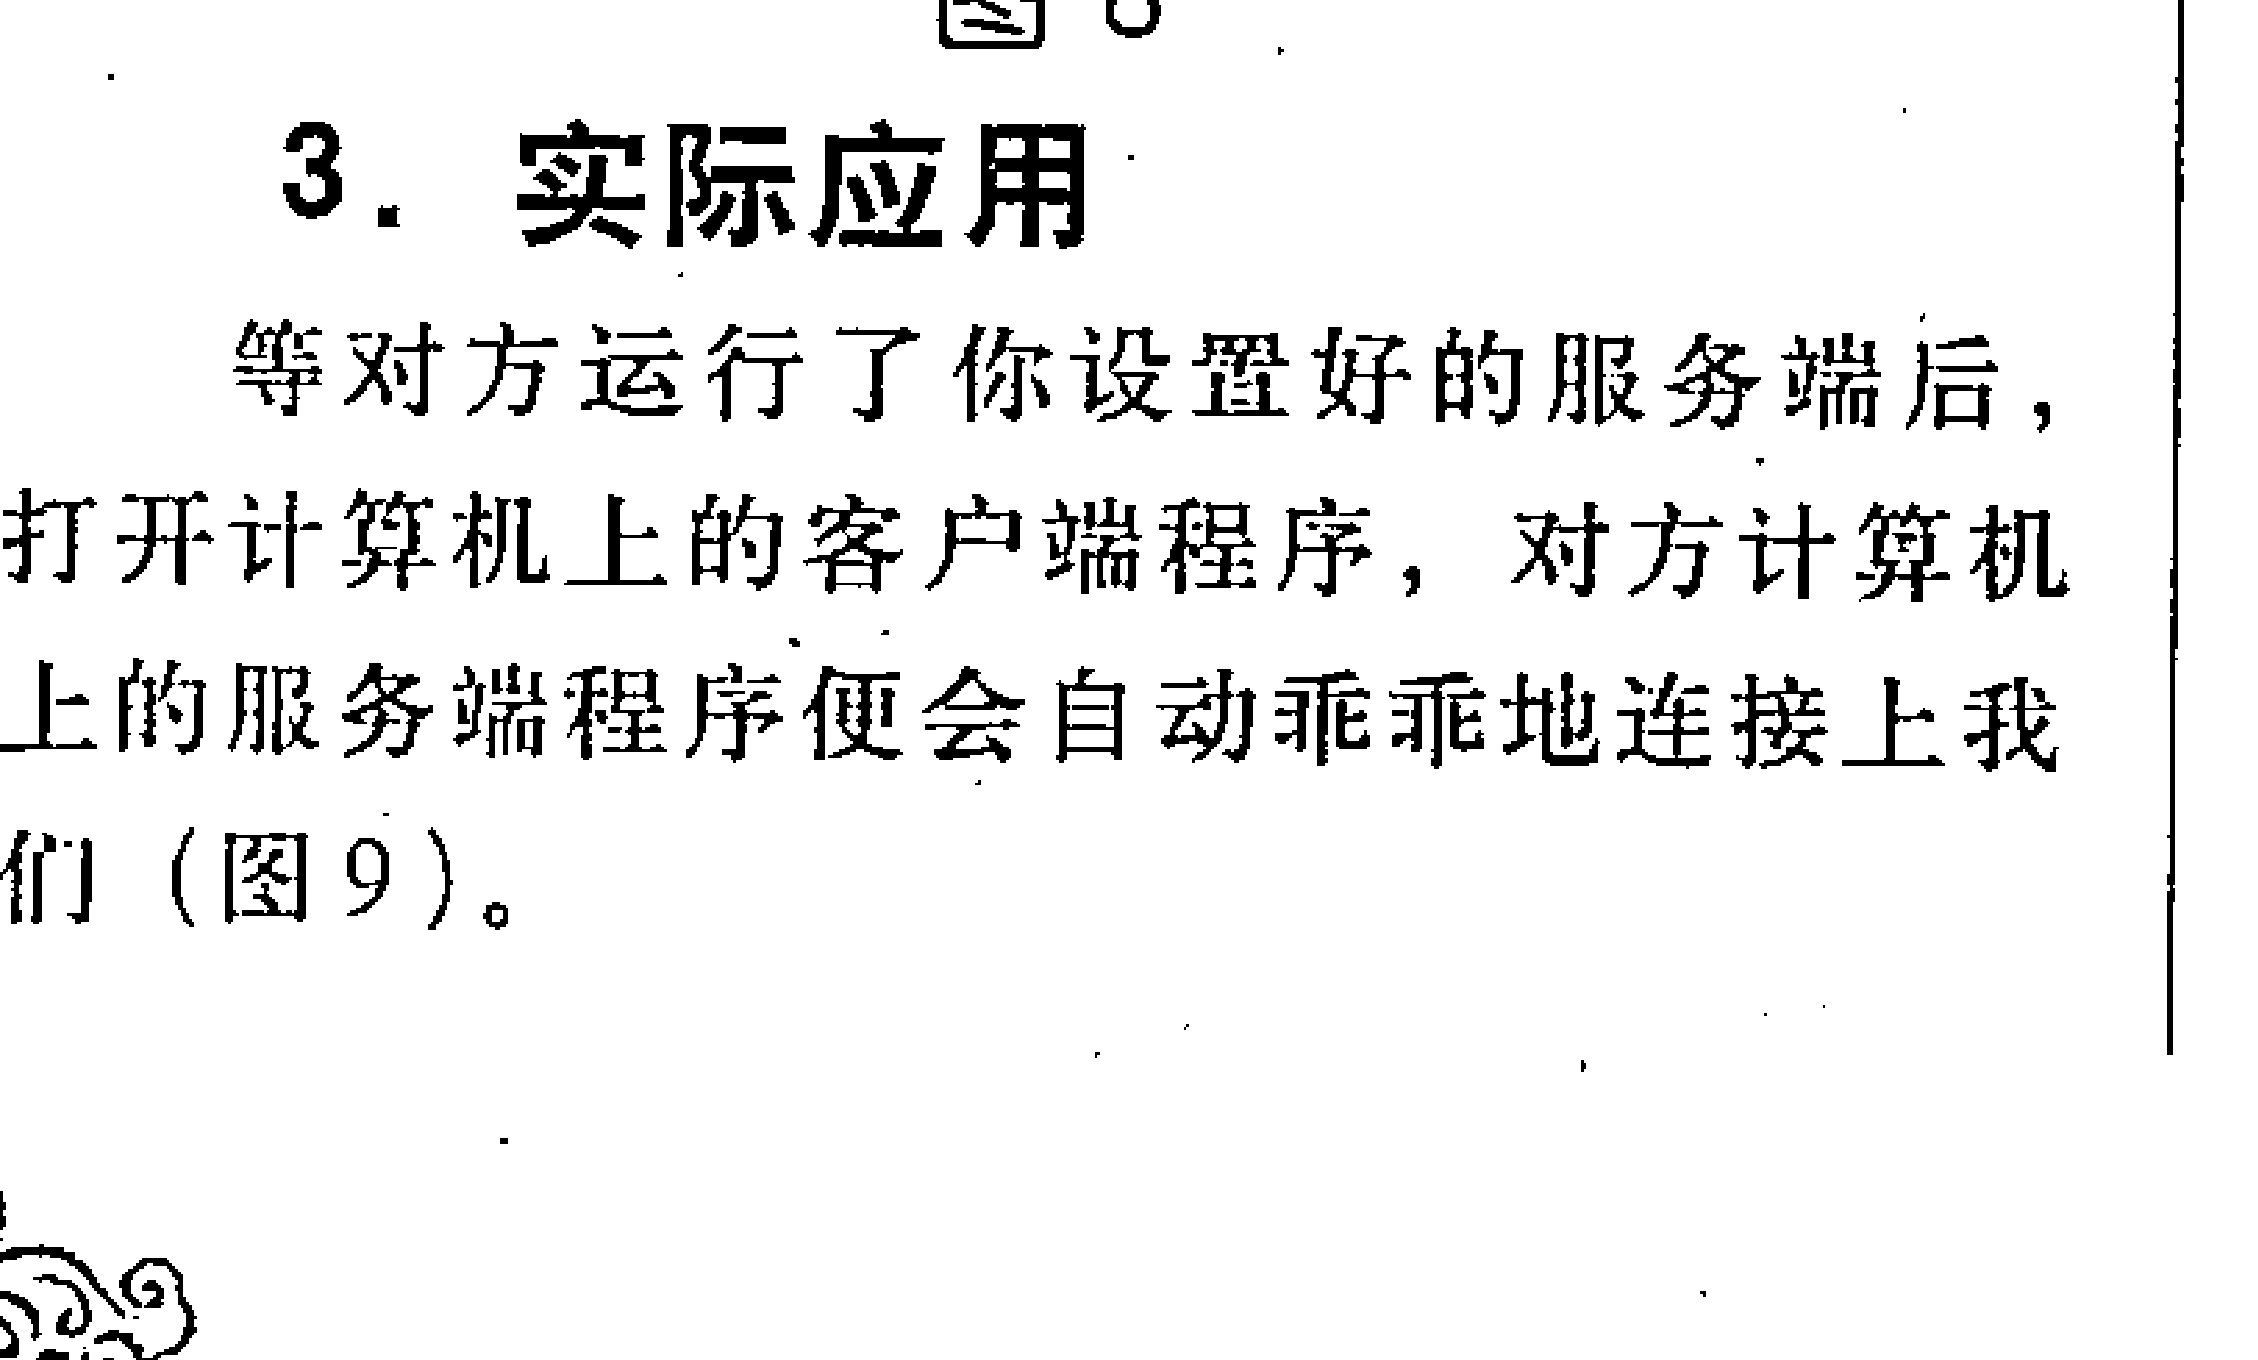 3. 实际应用
等对方运行了你设置好的服务端后，
打开计算机上的客户端程序，对方计算机
上的服务端程序便会自动乖乖地连接上我
们（图9）。